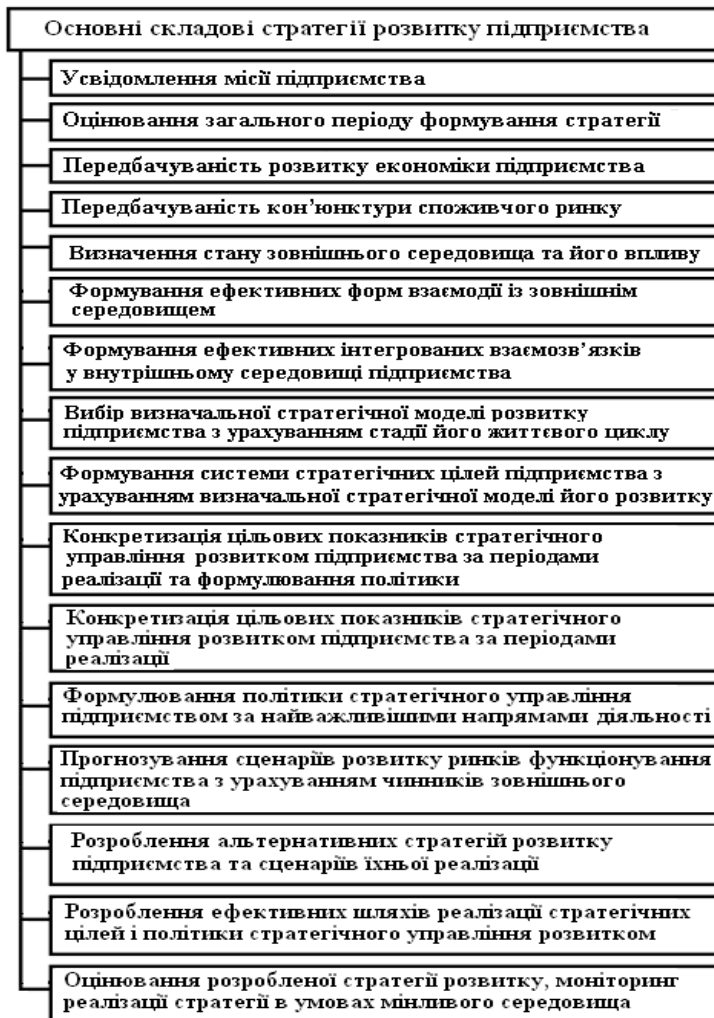 Основні складові стратегії розвитку підприємства
Усвідомлення місії підприємства
Оцінювання загального періоду формування стратегії
Передбачуваність розвитку економіки підприємства
Передбачуваність кон’юнктури споживчого ринку
Визначення стану зовнішнього середовища та його впливу
Формування ефективних форм взаємодії із зовнішнім
середовищем
Формування ефективних інтегрованих взаємозв’язків
у внутрішньому середовищі підприємства
Вибір визначальної стратегічної моделі розвитку
підприємства з урахуванням стадії його життєвого циклу
Формування системи стратегічних цілей підприємства з
урахуванням визначальної стратегічної моделі його розвитку
Конкретизація цільових показників стратегічного
управління розвитком підприємства за періодами
реалізації та формулювання політики
Конкретизація цільових показників стратегічного
управління розвитком підприємства за періодами
реалізації
Формулювання політики стратегічного управління
підприємством за найважливішими напрямами діяльності
Прогнозування сценаріїв розвитку ринків функціонування
підприємства з урахуванням чинників зовнішнього
середовища
Розроблення альтернативних стратегій розвитку
підприємства та сценаріїв їхньої реалізації
Розроблення ефективних шляхів реалізації стратегічних
цілей і політики стратегічного управління розвитком
Оцінювання розробленої стратегії розвитку, моніторинг
реалізації стратегії в умовах мінливого середовища